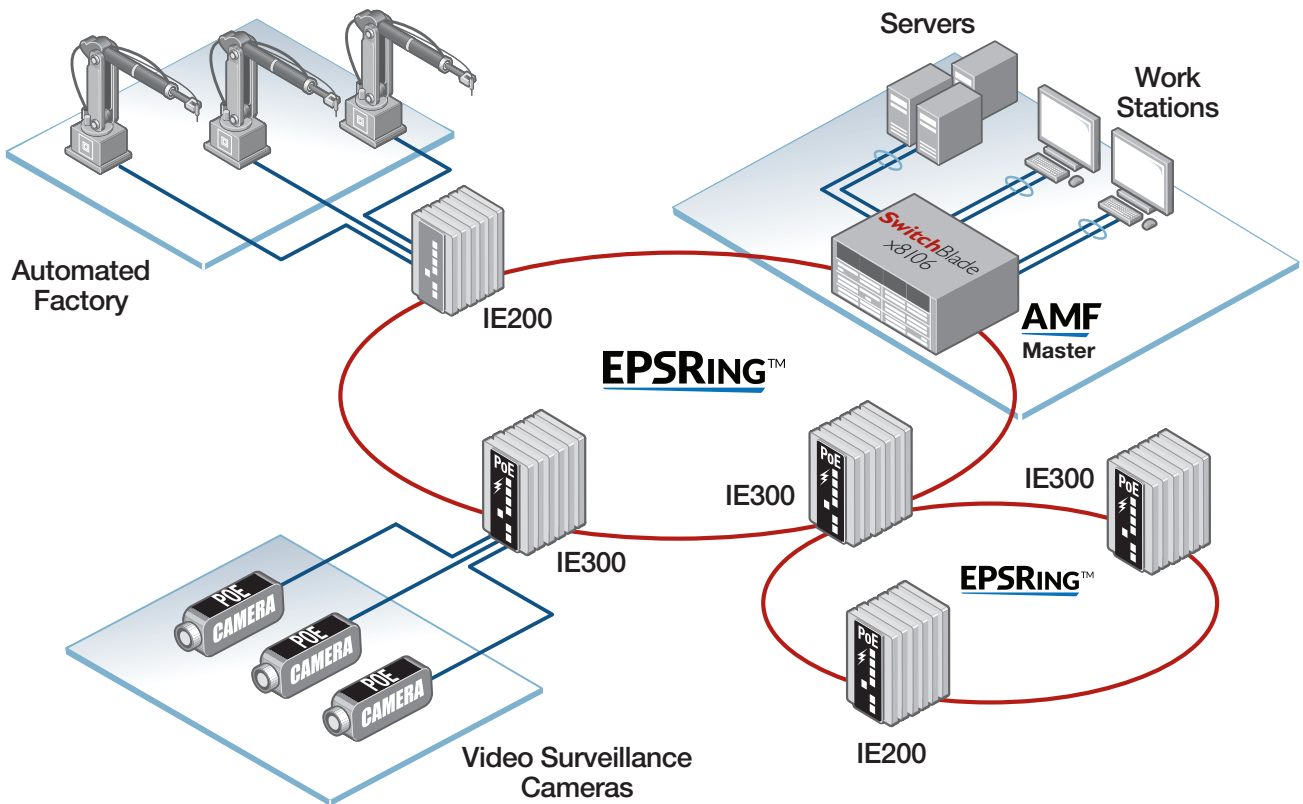 Servers
Work
Stations
Automated
Factory
IE200
SwitchBlade
x8106
AMF
Master
EPSRING™
PoE
IE300
PoE
IE300
PoE
IE300
EPSRING™
PoE
IE200
POE
CAMERA
POE
CAMERA
POE
CAMERA
Video Surveillance
Cameras